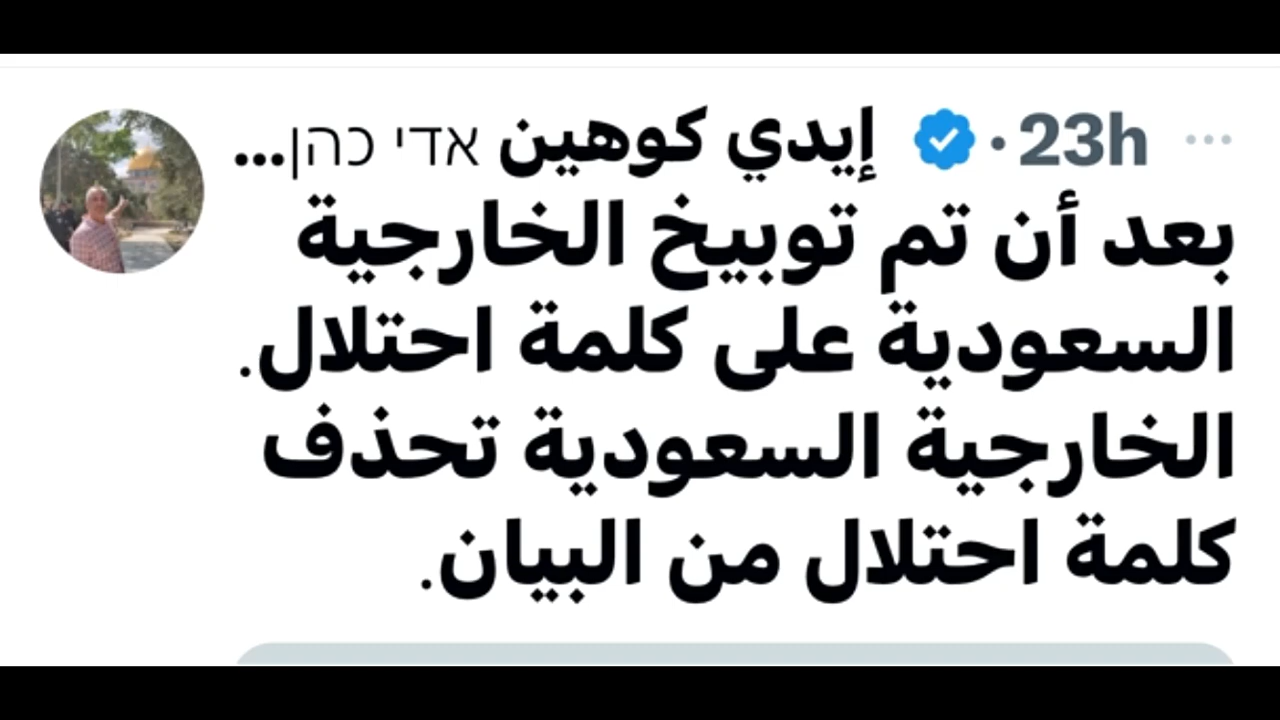 إيدي كوهين אדי כהן... · 23h ...
بعد أن تم توبيخ الخارجية
السعودية على كلمة احتلال.
الخارجية السعودية تحذف
كلمة احتلال من البيان.